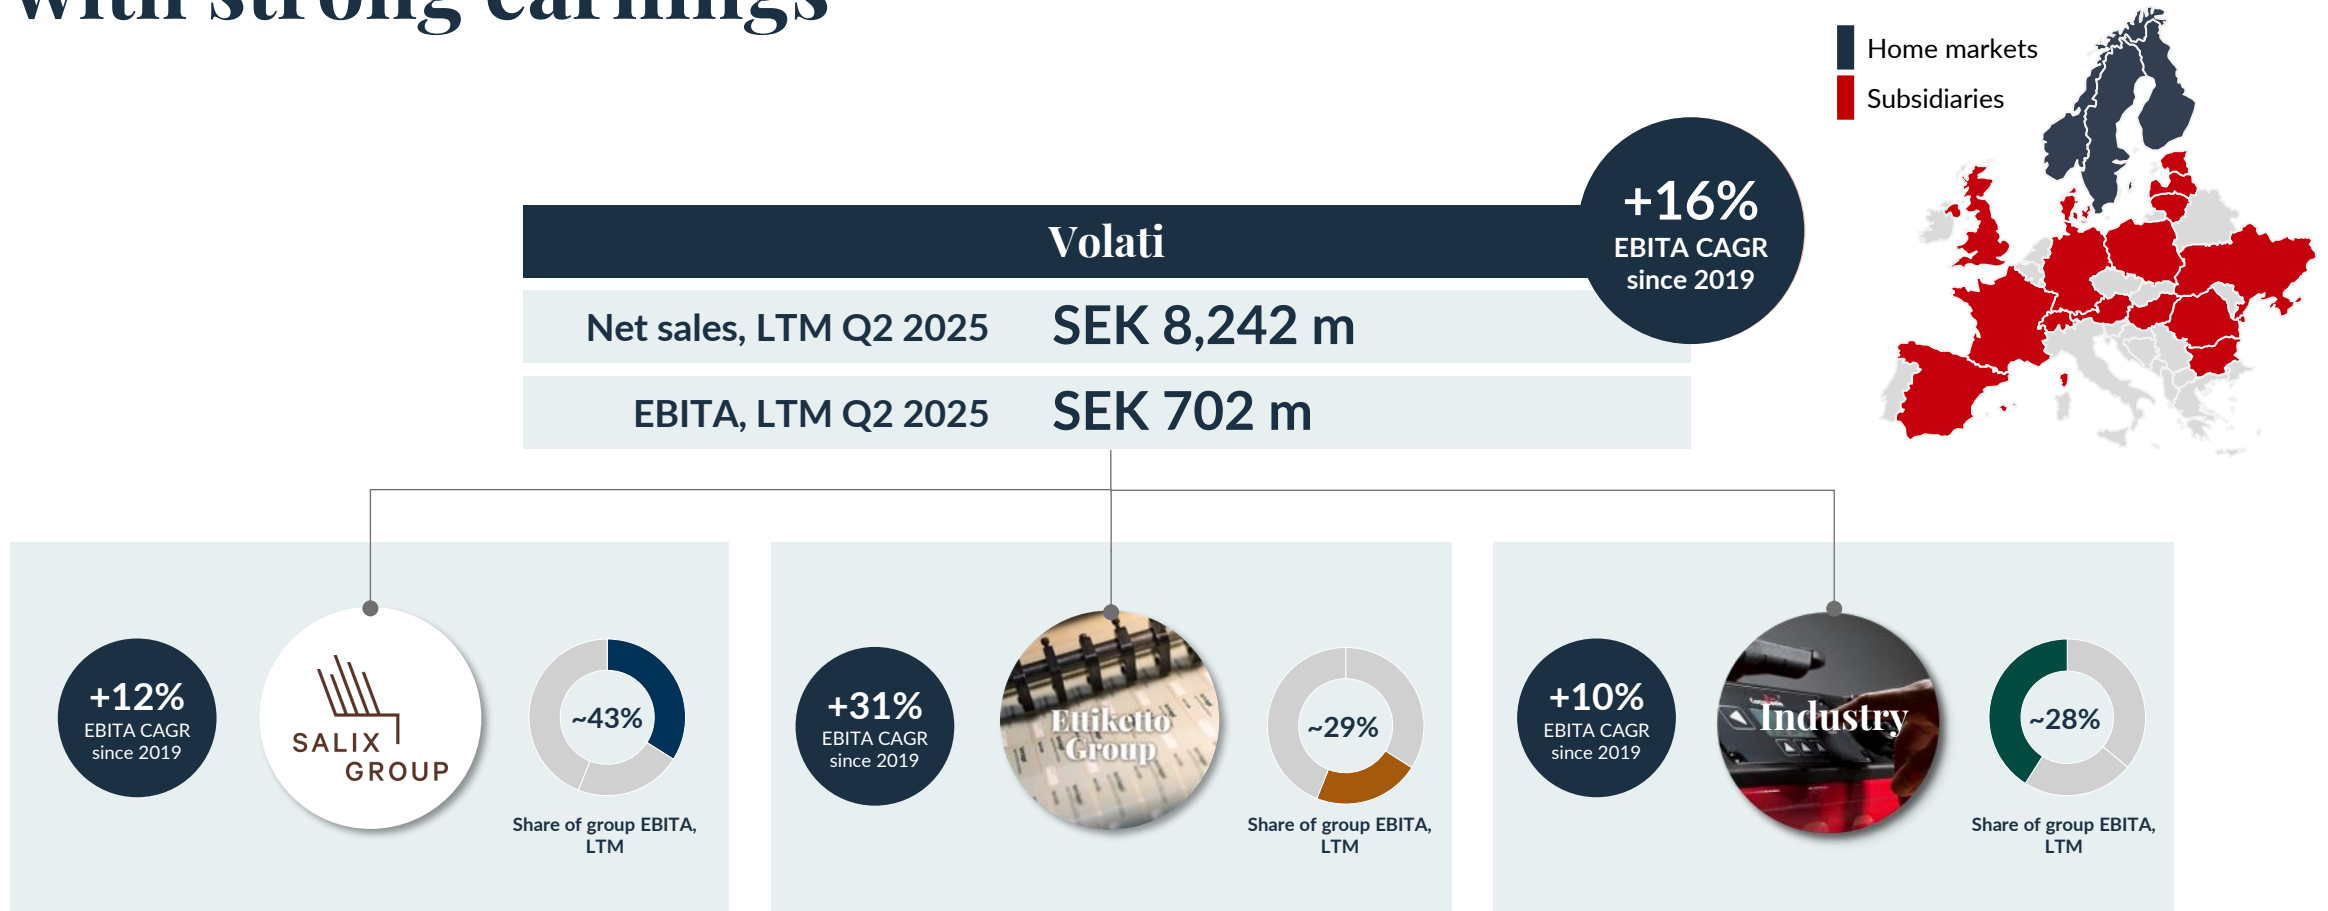 with strong earnings
Home markets
Subsidiaries
+16%
EBITA CAGR
since 2019
Volati
Net sales, LTM Q2 2025
SEK 8,242 m
EBITA, LTM Q2 2025
SEK 702 m
+12%
EBITA CAGR
since 2019
SALIX
GROUP
~43%
Share of group EBITA,
LTM
+31%
EBITA CAGR
since 2019
Ettiketto
Group
~29%
Share of group EBITA,
LTM
+10%
EBITA CAGR
since 2019
Industry
~28%
Share of group EBITA,
LTM